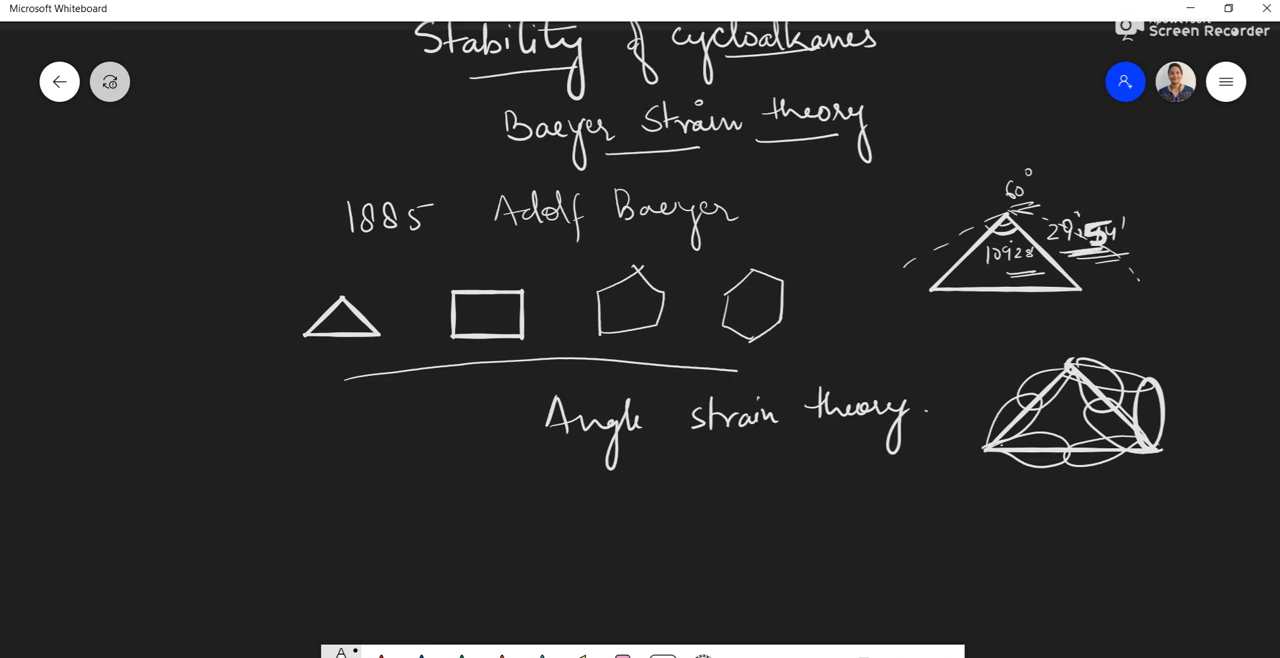 Microsoft Whiteboard
Screen Recorder
Stability of cycloalkanes
Baeyer Strain theory
1885 Adolf Baeyer
60°
109°28
Angle strain theory.
A